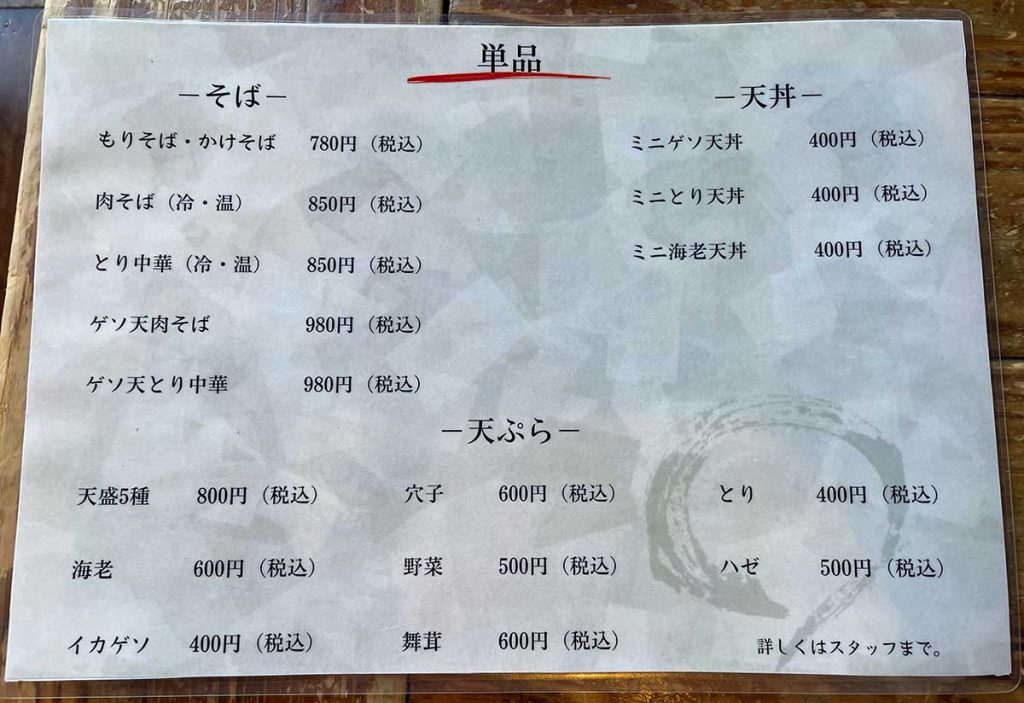 単品
－そば－
もりそば・かけそば 780円（税込）
肉そば（冷・温） 850円（税込）
とり中華（冷・温） 850円（税込）
ゲソ天肉そば 980円（税込）
ゲソ天とり中華 980円（税込）
－天丼－
ミニゲソ天丼 400円（税込）
ミニとり天丼 400円（税込）
ミニ海老天丼 400円（税込）
－天ぷら－
天盛5種 800円（税込） 穴子 600円（税込） とり 400円（税込）
海老 600円（税込） 野菜 500円（税込） ハゼ 500円（税込）
イカゲソ 400円（税込） 舞茸 600円（税込）
詳しくはスタッフまで。